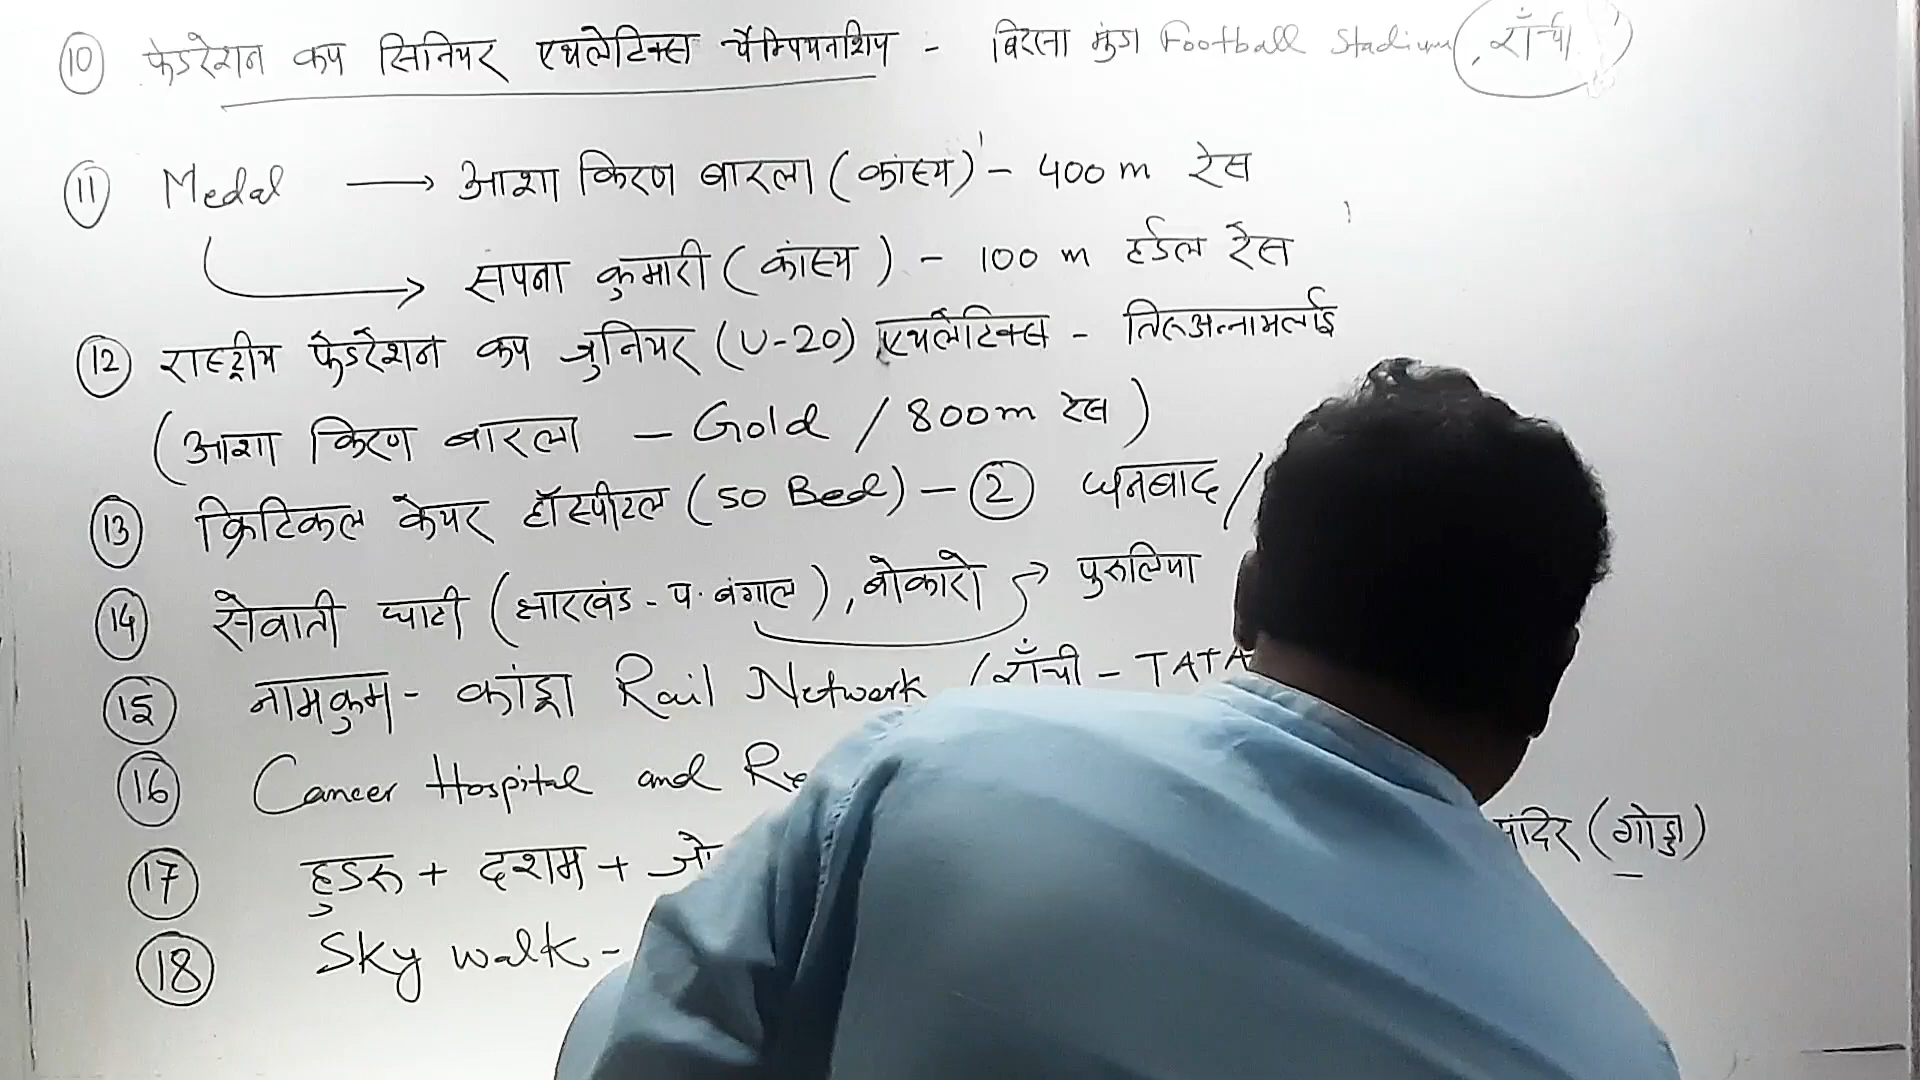 10 फेडरेशन कप सिनियर एथलेटिक्स चैम्पियनशिप - बिरसा मुंडा Football Stadium (राँची)
11 Medal → आशा किरण बारला (कांस्य) - 400 m रेस
→ सपना कुमारी (कांस्य) - 100 m हर्डल रेस
12 राष्ट्रीय फेडरेशन कप जुनियर (U-20) एथलेटिक्स - तिरुअन्नामलाई
(आशा किरण बारला - Gold / 800m रेस)
13 क्रिटिकल केयर हॉस्पीटल (50 Bed) - 2 धनबाद /
14 सेवाती घाटी (झारखंड - प. बंगाल), बोकारो → पुरुलिया
15 नामकुम - कांड्रा Rail Network (राँची - TATA
16 Cancer Hospital and
17 हुडरू + दशम + मंदिर (गोड्डा)
18 Sky walk -